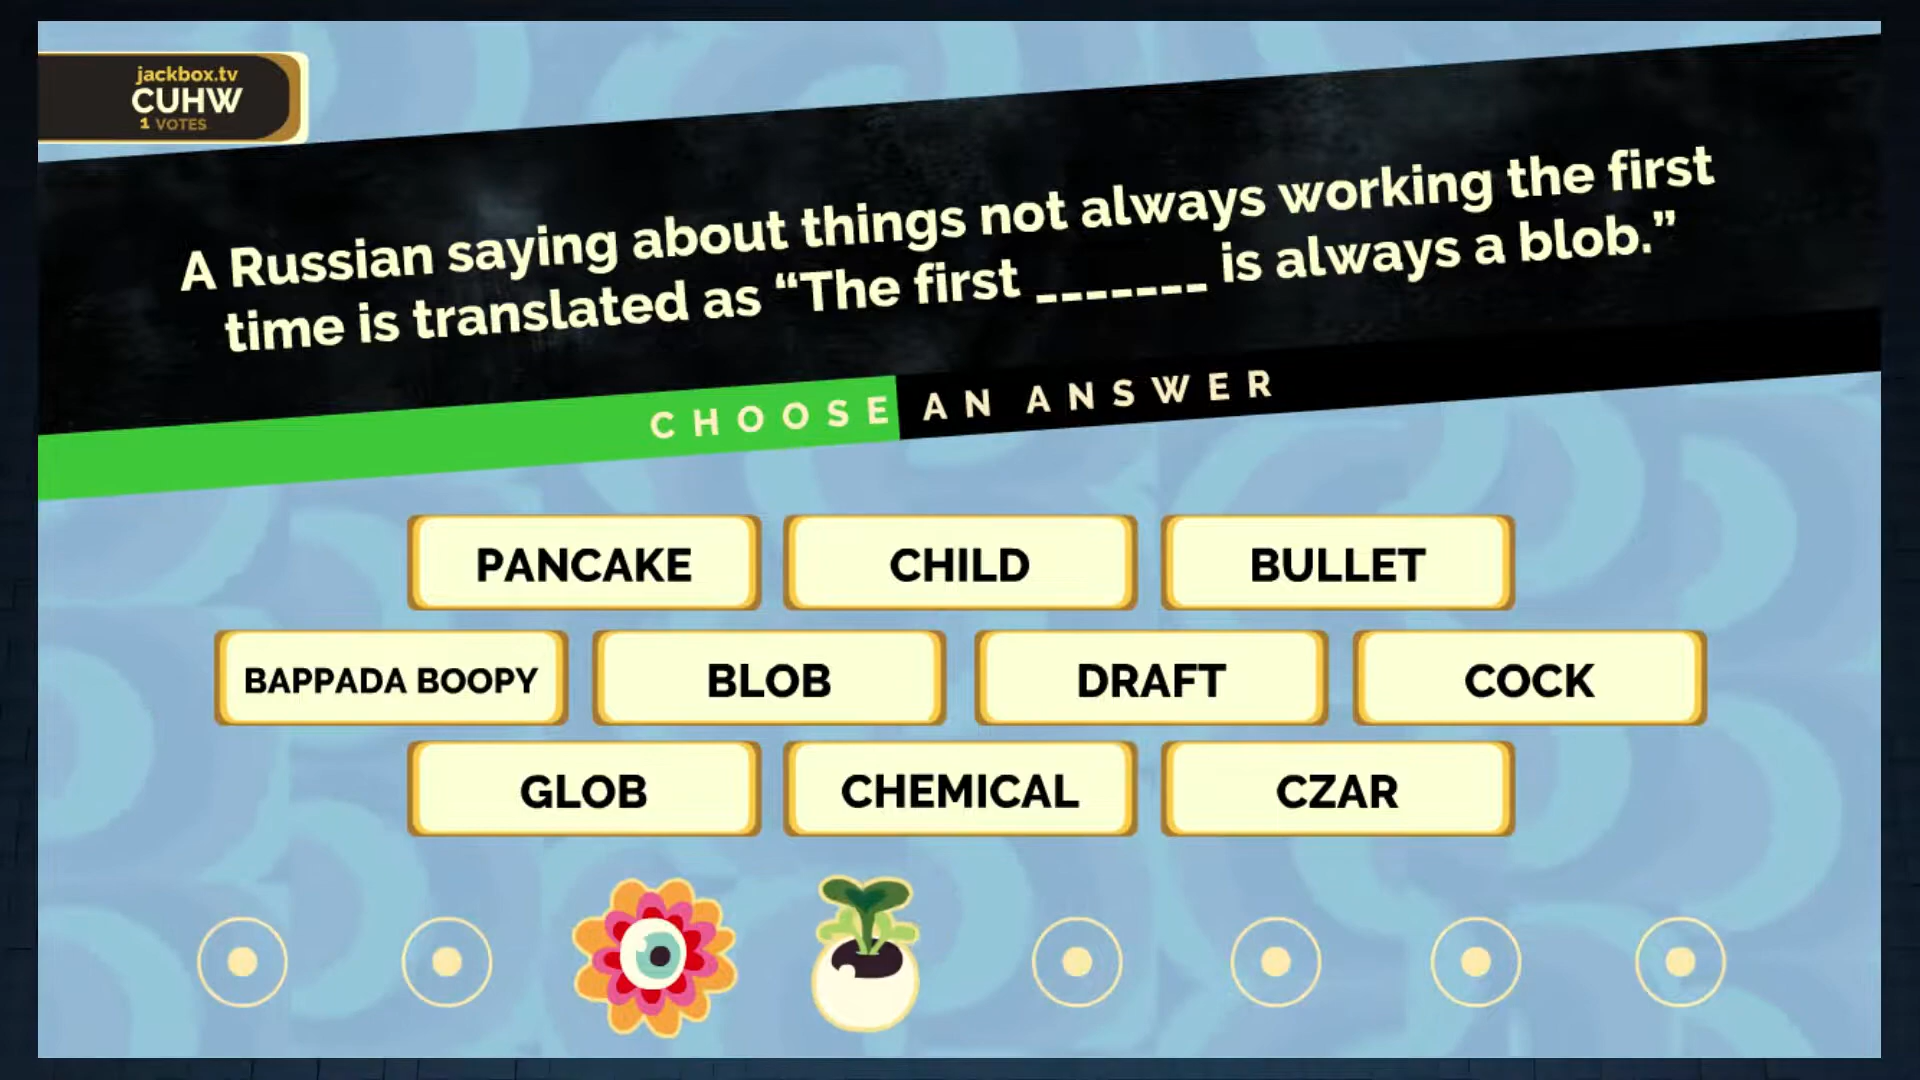 jackbox.tv
CUHW
1 VOTES
A Russian saying about things not always working the first
time is translated as “The first _______ is always a blob.”
CHOOSE AN ANSWER
PANCAKE
CHILD
BULLET
BAPPADA BOOPY
BLOB
DRAFT
COCK
GLOB
CHEMICAL
CZAR